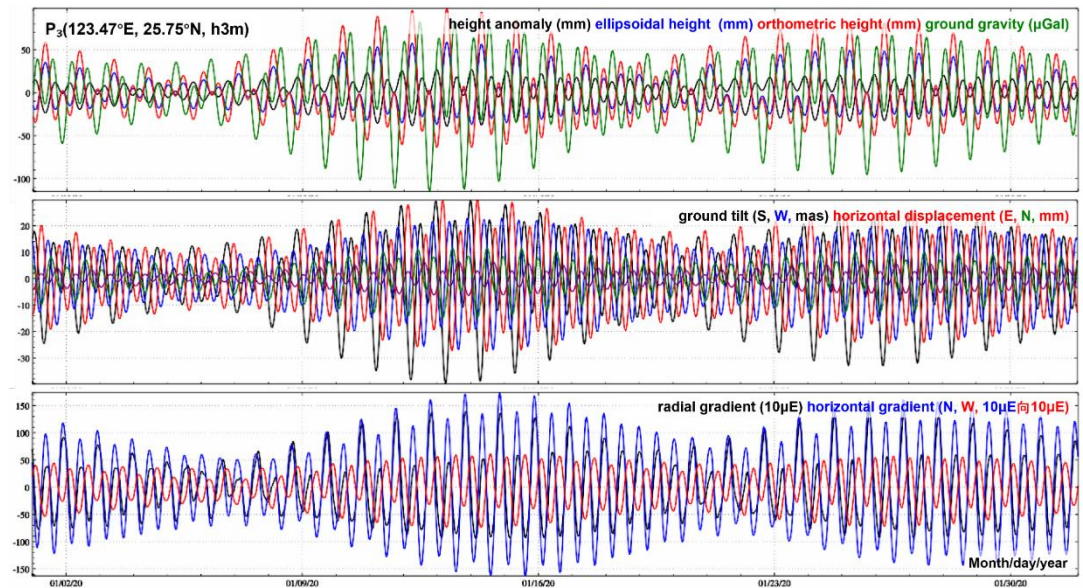 P₃(123.47°E, 25.75°N, h3m)
height anomaly (mm) ellipsoidal height (mm) orthometric height (mm) ground gravity (μGal)
50
0
-50
-100
ground tilt (S, W, mas) horizontal displacement (E, N, mm)
20
10
0
-10
-20
-30
radial gradient (10μE) horizontal gradient (N, W, 10μE向10μE)
150
100
50
0
-50
-100
-150
Month/day/year
01/02/20 01/09/20 01/16/20 01/23/20 01/30/20